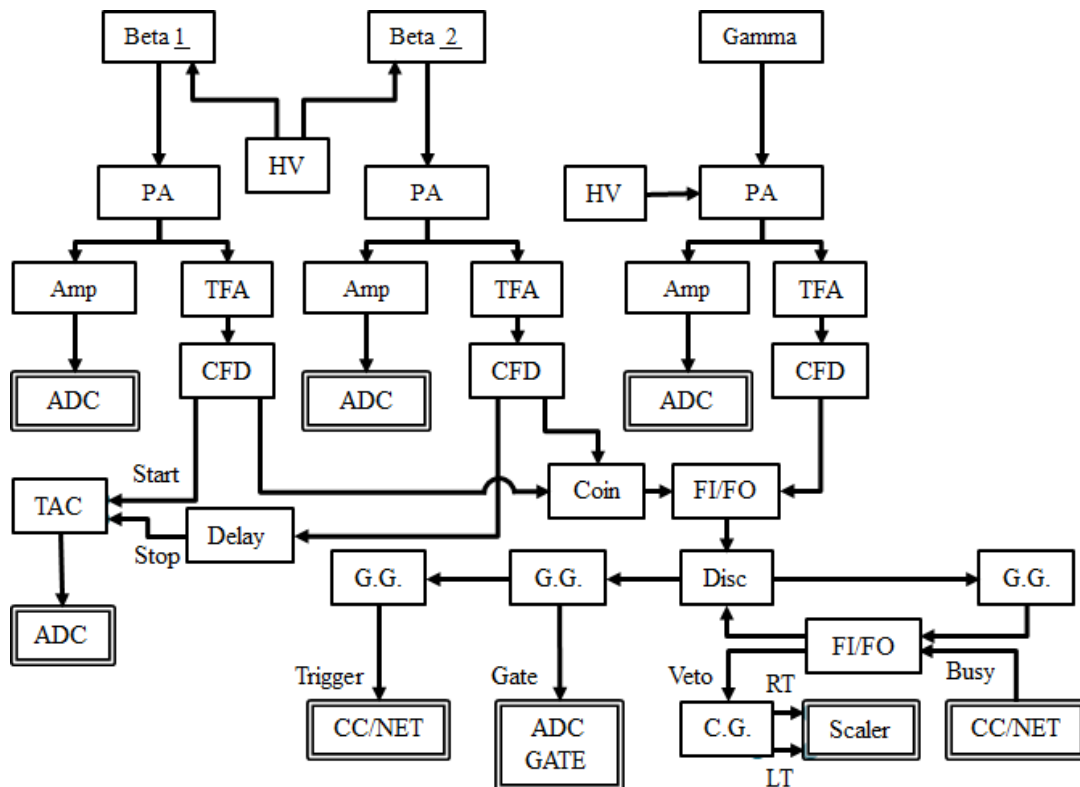 Beta 1
Beta 2
Gamma
HV
PA
PA
HV
PA
Amp
TFA
Amp
TFA
Amp
TFA
CFD
CFD
CFD
ADC
ADC
ADC
Start
TAC
Coin
FI/FO
Delay
Stop
G.G.
G.G.
Disc
G.G.
ADC
FI/FO
Trigger
Gate
Veto
RT
Busy
CC/NET
ADC
GATE
C.G.
Scaler
CC/NET
LT